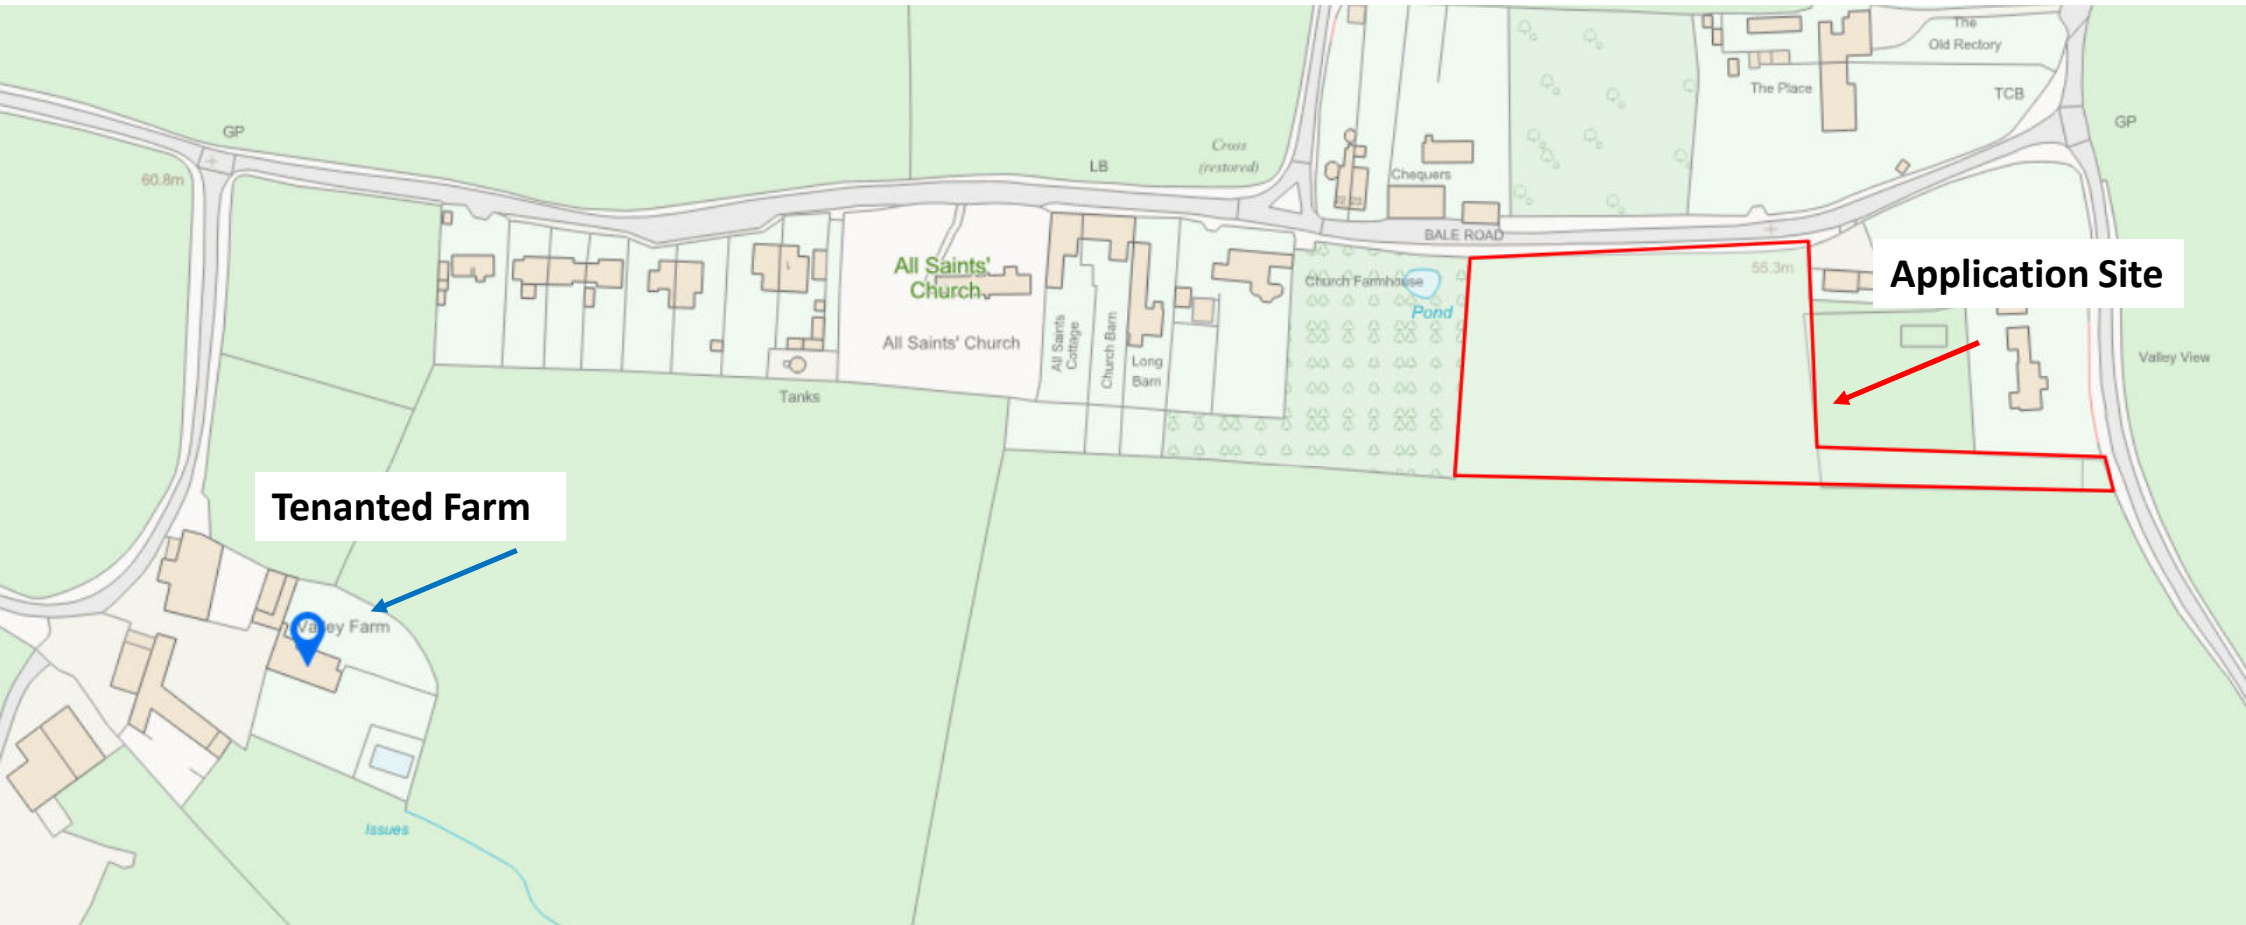 The
Old Rectory
The Place
TCB
GP
GP
LB
Cross
(restored)
60.8m
Chequers
BALE ROAD
All Saints'
Church
All Saints' Church
All Saints
Cottage
Church Barn
Long
Barn
Church Farmhouse
Pond
55.3m
Application Site
Valley View
Tanks
Tenanted Farm
Valley Farm
Issues